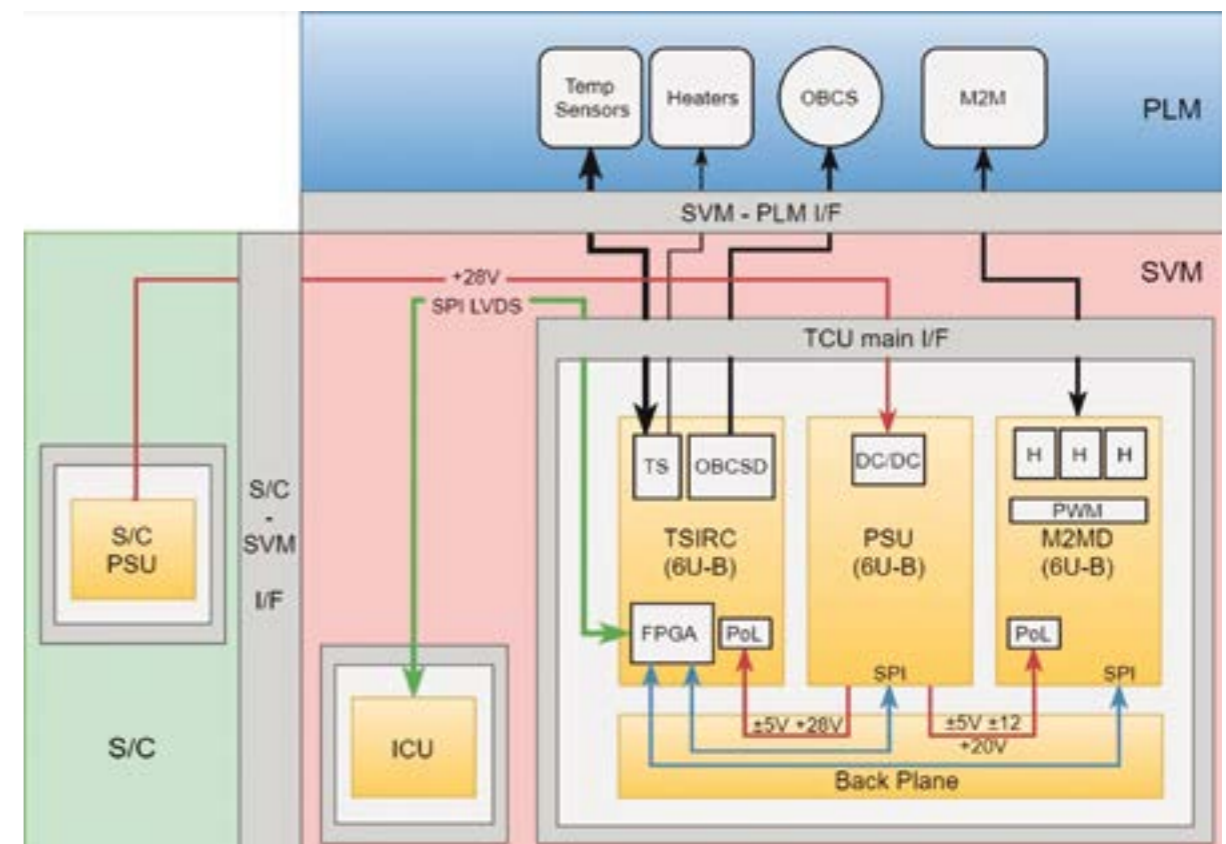 Temp
Sensors
Heaters
OBCS
M2M
PLM
SVM - PLM I/F
SVM
+28V
SPI LVDS
TCU main I/F
TS
OBCSD
DC/DC
H
H
H
PWM
TSIRC
(6U-B)
PSU
(6U-B)
M2MD
(6U-B)
S/C
-
SVM
I/F
S/C
PSU
FPGA
PoL
PoL
SPI
SPI
±5V +28V
±5V ±12
+20V
S/C
ICU
Back Plane